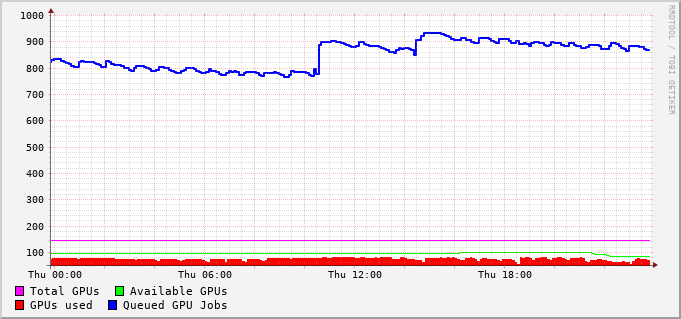 1000
900
800
700
600
500
400
300
200
100
Thu 00:00 Thu 06:00 Thu 12:00 Thu 18:00
Total GPUs Available GPUs
GPUs used Queued GPU Jobs
RRDTOOL / TOBI OETIKER